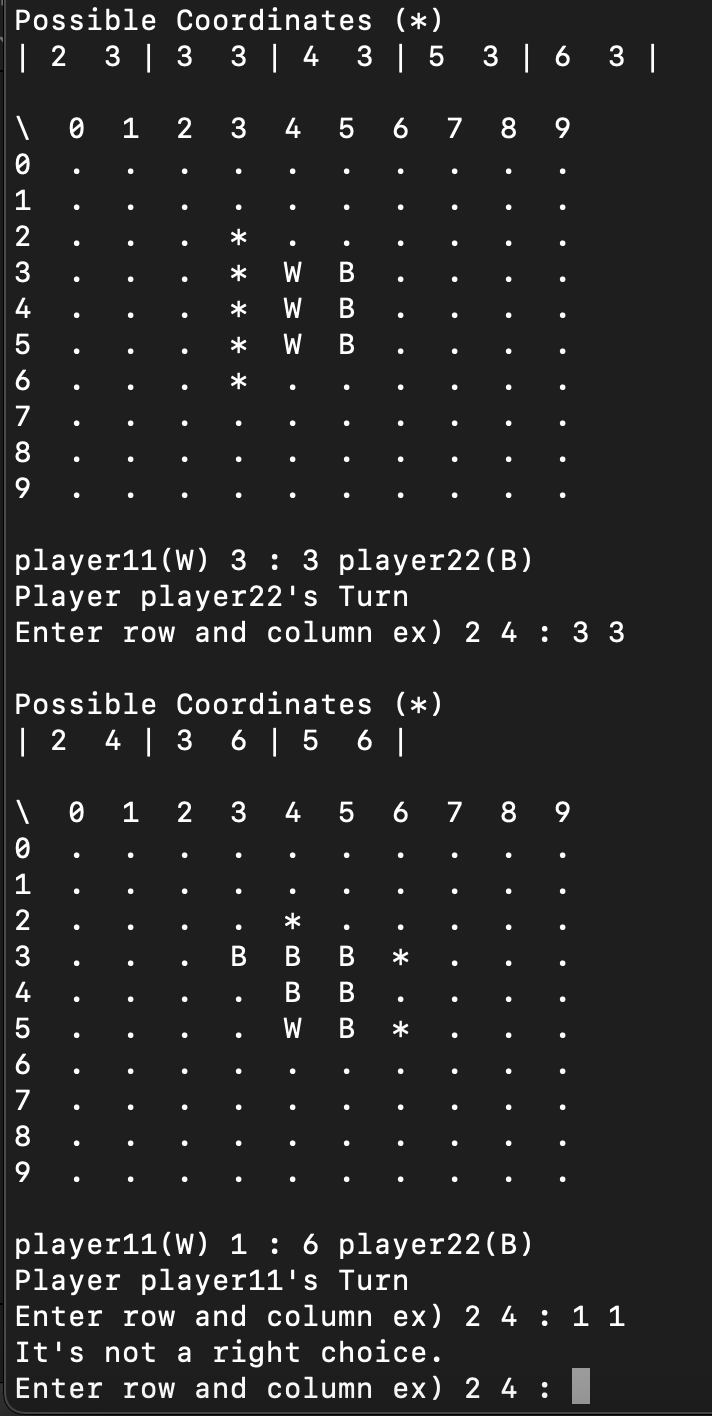 Possible Coordinates (*)
| 2  3 | 3  3 | 4  3 | 5  3 | 6  3 |
\  0  1  2  3  4  5  6  7  8  9
0  .  .  .  .  .  .  .  .  .  .
1  .  .  .  .  .  .  .  .  .  .
2  .  .  .  *  .  .  .  .  .  .
3  .  .  .  *  W  B  .  .  .  .
4  .  .  .  *  W  B  .  .  .  .
5  .  .  .  *  W  B  .  .  .  .
6  .  .  .  *  .  .  .  .  .  .
7  .  .  .  .  .  .  .  .  .  .
8  .  .  .  .  .  .  .  .  .  .
9  .  .  .  .  .  .  .  .  .  .
player11(W) 3 : 3 player22(B)
Player player22's Turn
Enter row and column ex) 2 4 : 3 3
Possible Coordinates (*)
| 2  4 | 3  6 | 5  6 |
\  0  1  2  3  4  5  6  7  8  9
0  .  .  .  .  .  .  .  .  .  .
1  .  .  .  .  .  .  .  .  .  .
2  .  .  .  .  *  .  .  .  .  .
3  .  .  .  B  B  B  *  .  .  .
4  .  .  .  .  B  B  .  .  .  .
5  .  .  .  .  W  B  *  .  .  .
6  .  .  .  .  .  .  .  .  .  .
7  .  .  .  .  .  .  .  .  .  .
8  .  .  .  .  .  .  .  .  .  .
9  .  .  .  .  .  .  .  .  .  .
player11(W) 1 : 6 player22(B)
Player player11's Turn
Enter row and column ex) 2 4 : 1 1
It's not a right choice.
Enter row and column ex) 2 4 :